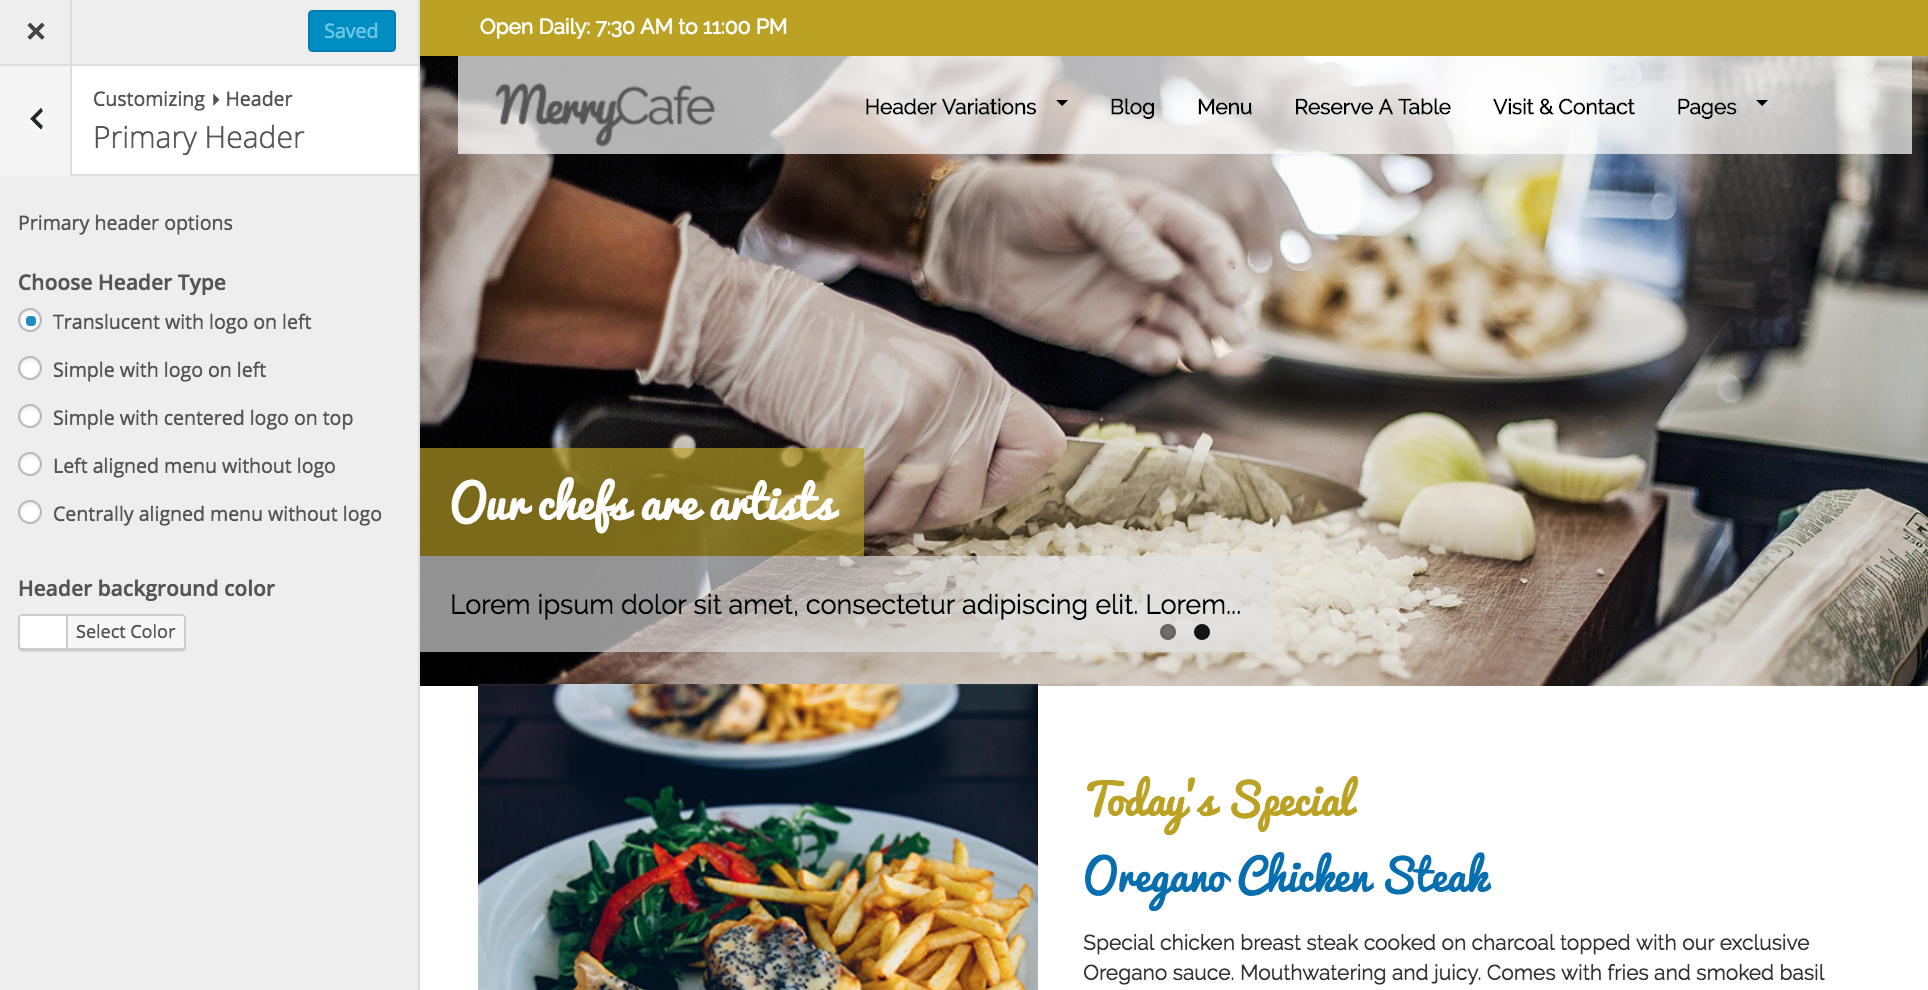 Saved
Customizing ▸ Header
Primary Header
Primary header options
Choose Header Type
Translucent with logo on left
Simple with logo on left
Simple with centered logo on top
Left aligned menu without logo
Centrally aligned menu without logo
Header background color
Select Color
Open Daily: 7:30 AM to 11:00 PM
MerryCafe
Header Variations Blog Menu Reserve A Table Visit & Contact Pages
Our chefs are artists
Lorem ipsum dolor sit amet, consectetur adipiscing elit. Lorem...
Today's Special
Oregano Chicken Steak
Special chicken breast steak cooked on charcoal topped with our exclusive
Oregano sauce. Mouthwatering and juicy. Comes with fries and smoked basil